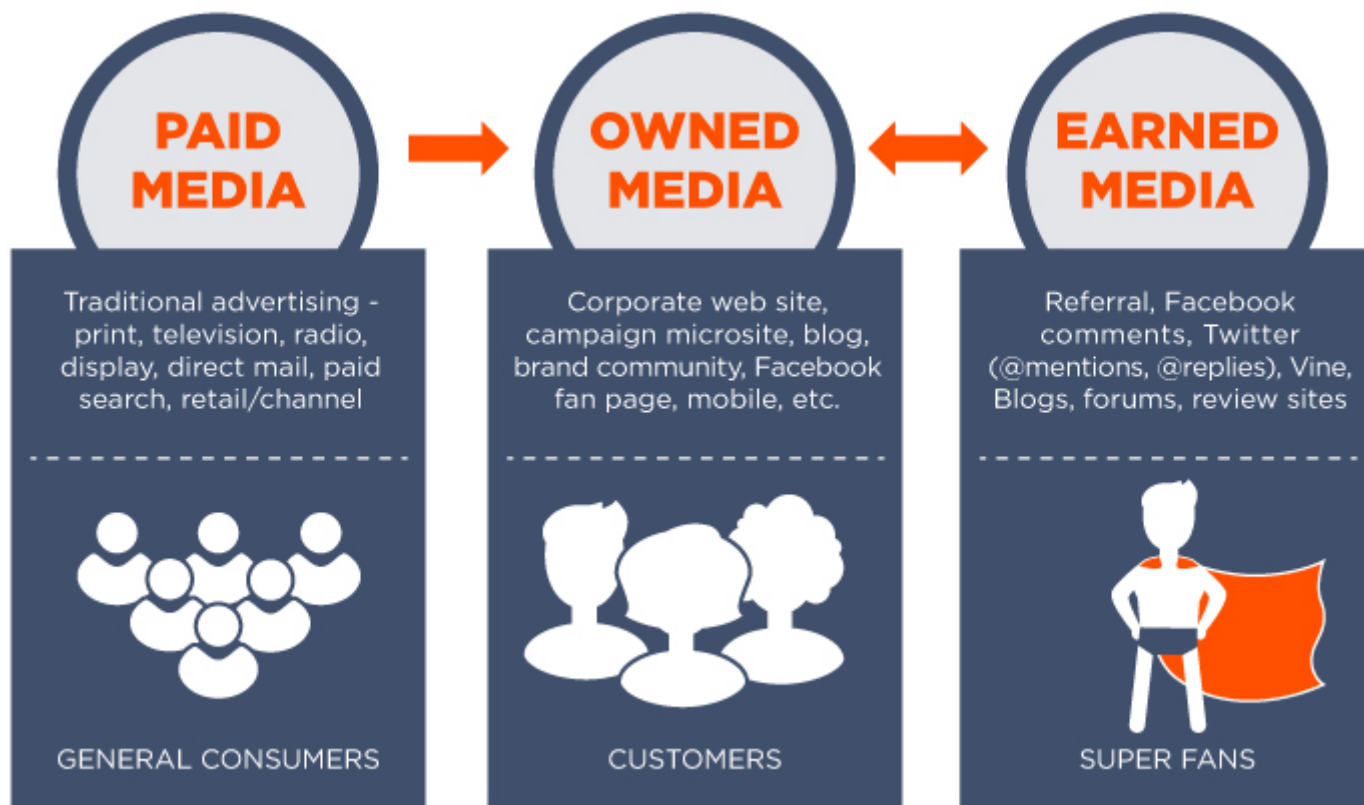 PAID
MEDIA
Traditional advertising -
print, television, radio,
display, direct mail, paid
search, retail/channel
GENERAL CONSUMERS
OWNED
MEDIA
Corporate web site,
campaign microsite, blog,
brand community, Facebook
fan page, mobile, etc.
CUSTOMERS
EARNED
MEDIA
Referral, Facebook
comments, Twitter
(@mentions, @replies), Vine,
Blogs, forums, review sites
SUPER FANS